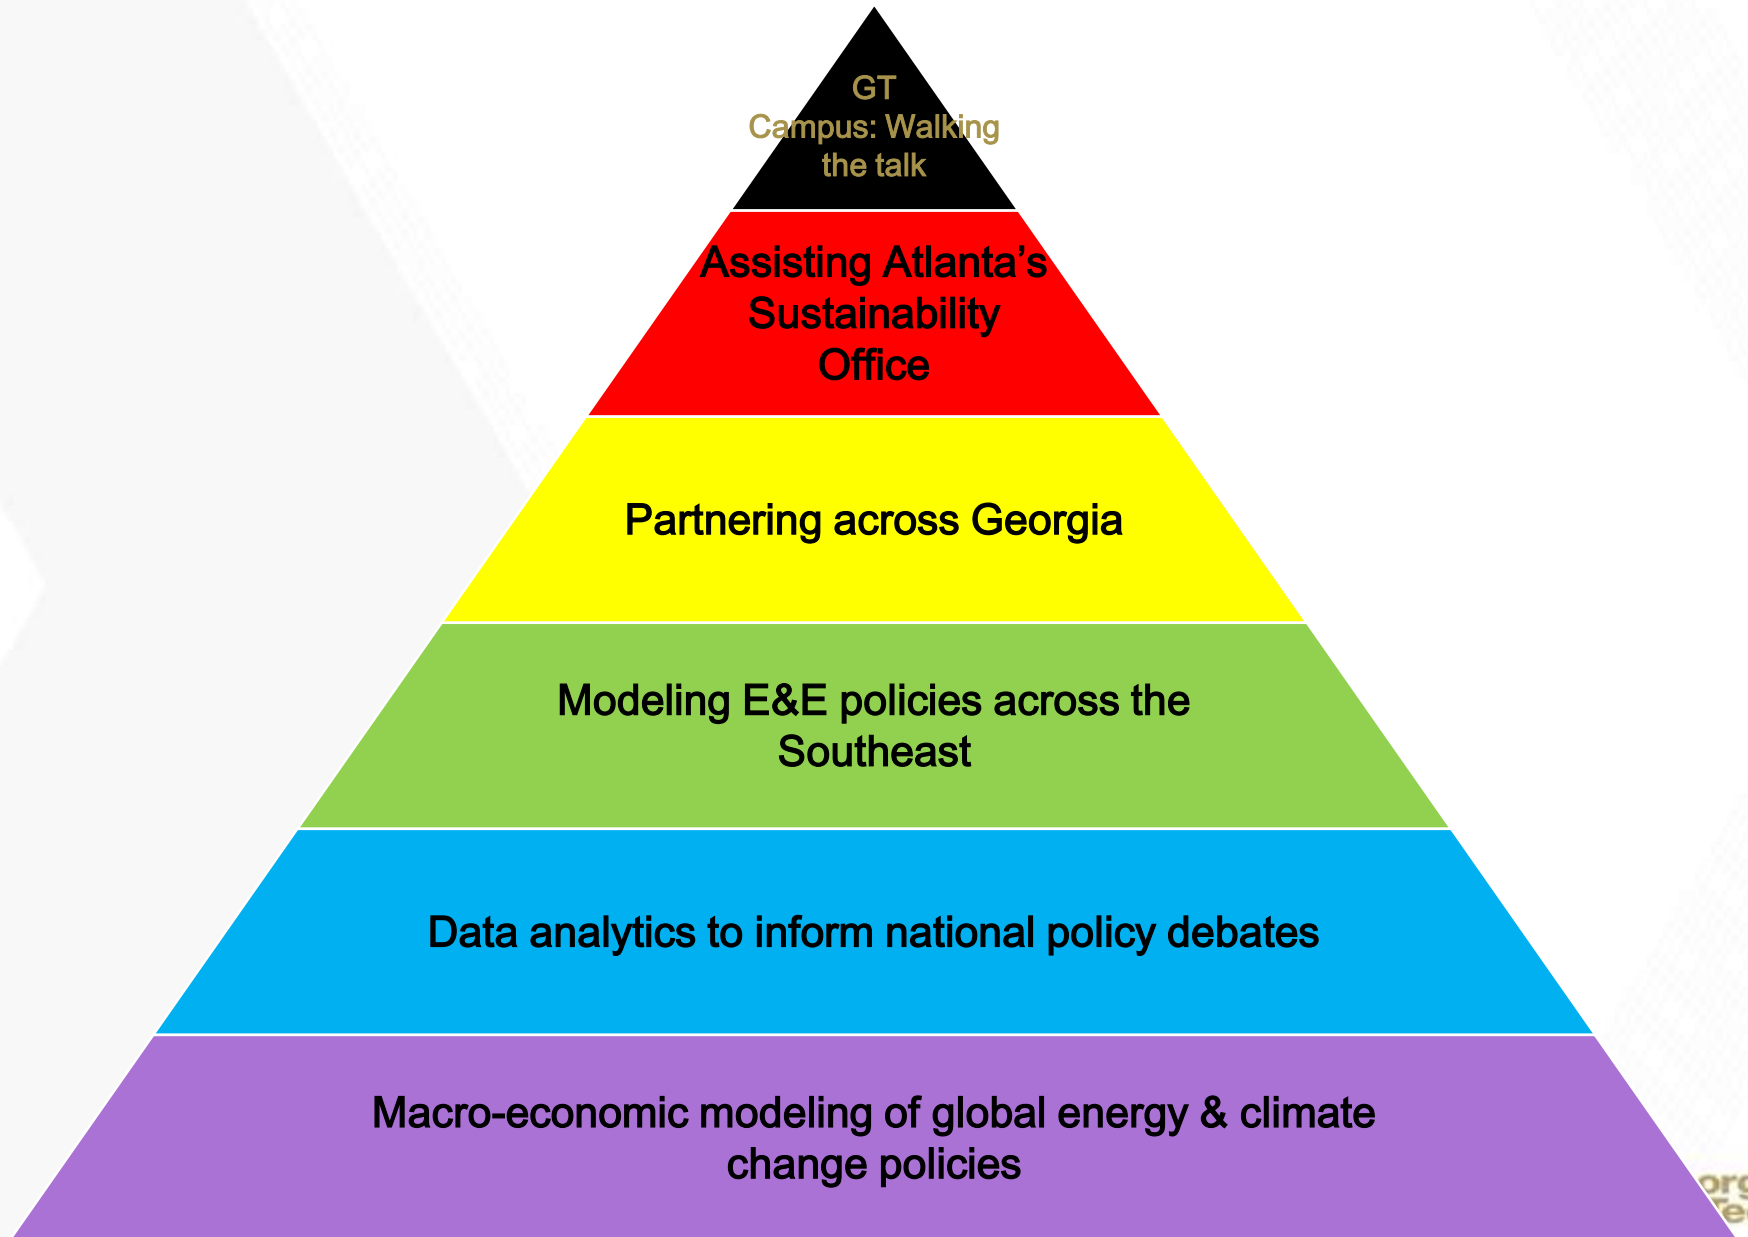 GT
Campus: Walking
the talk
Assisting Atlanta’s
Sustainability
Office
Partnering across Georgia
Modeling E&E policies across the
Southeast
Data analytics to inform national policy debates
Macro-economic modeling of global energy & climate
change policies